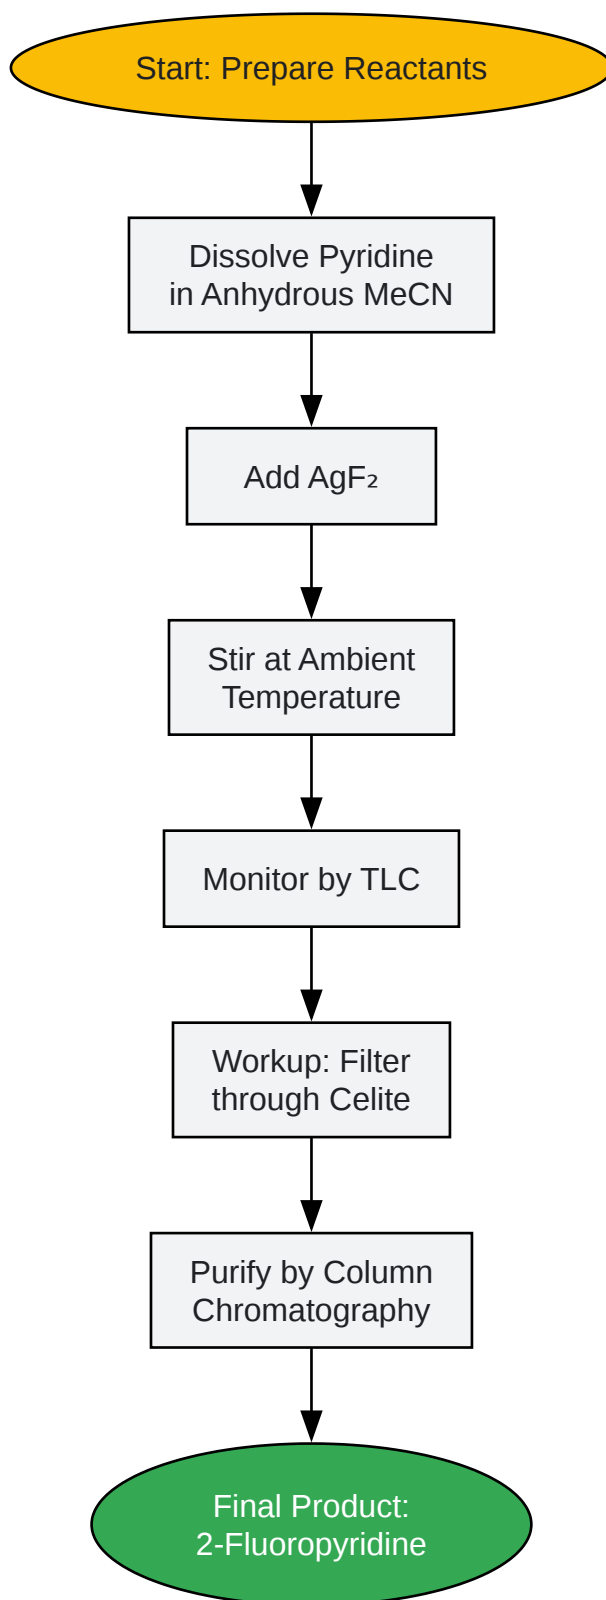 Start: Prepare Reactants
Dissolve Pyridine
in Anhydrous MeCN
Add AgF₂
Stir at Ambient
Temperature
Monitor by TLC
Workup: Filter
through Celite
Purify by Column
Chromatography
Final Product:
2-Fluoropyridine